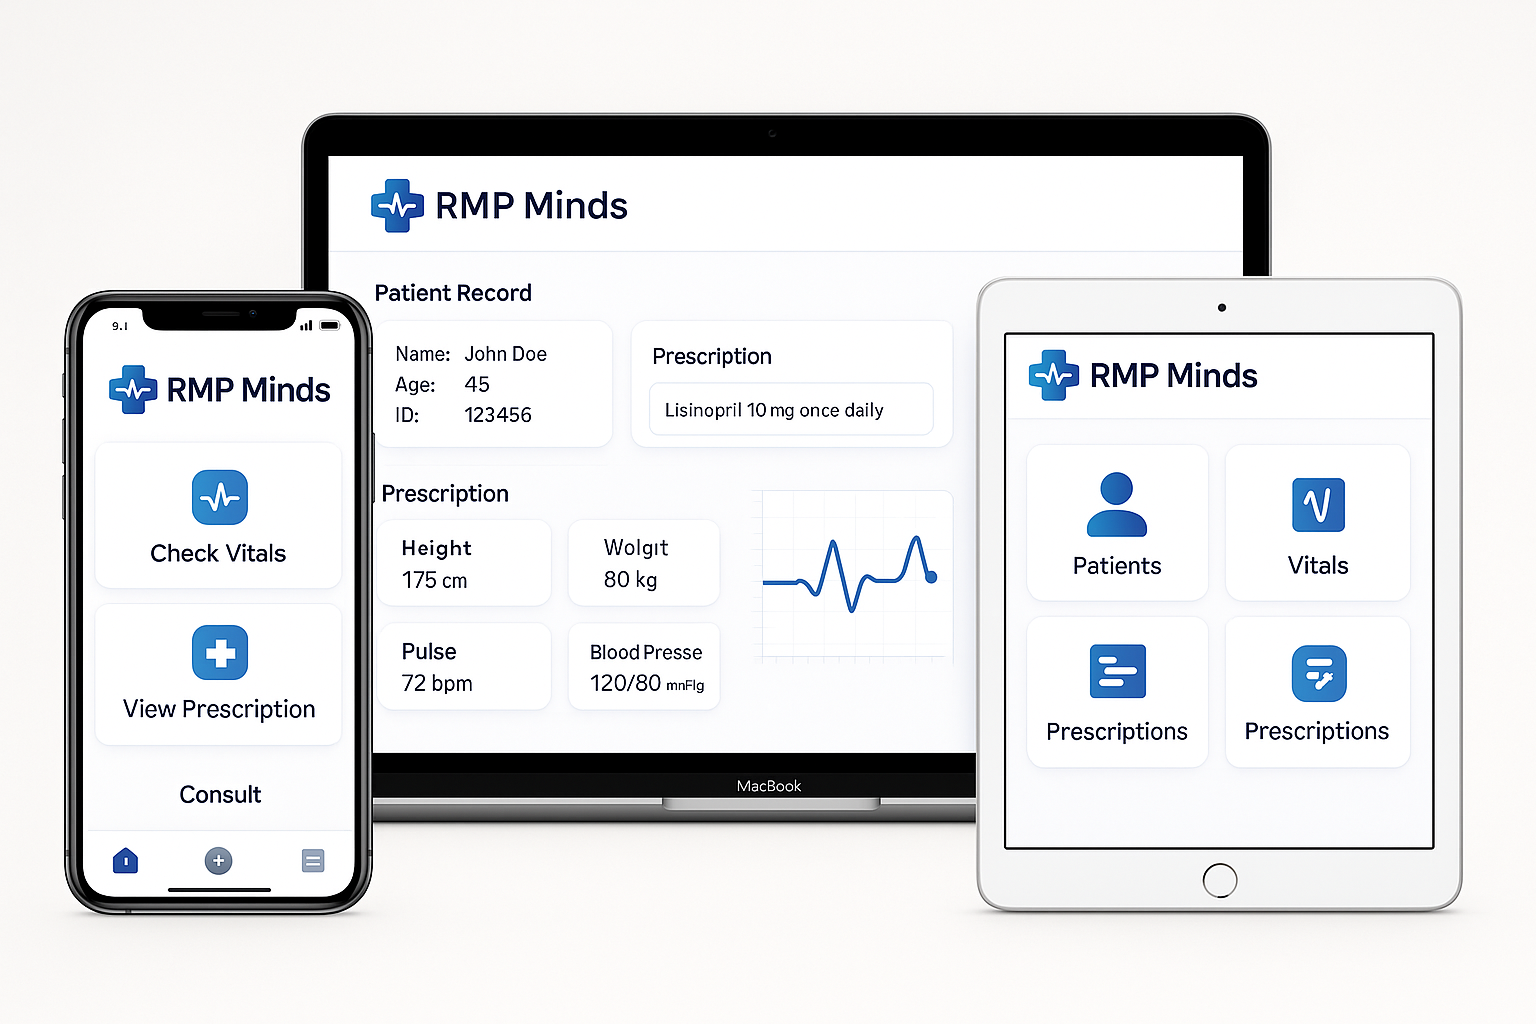 RMP Minds
Patient Record
Name: John Doe
Age: 45
ID: 123456
Prescription
Lisinopril 10 mg once daily
Prescription
Height
175 cm
Wolgıt
80 kg
Pulse
72 bpm
Blood Presse
120/80 mnFlg
MacBook
9.I
RMP Minds
Check Vitals
View Prescription
Consult
RMP Minds
Patients
Vitals
Prescriptions
Prescriptions